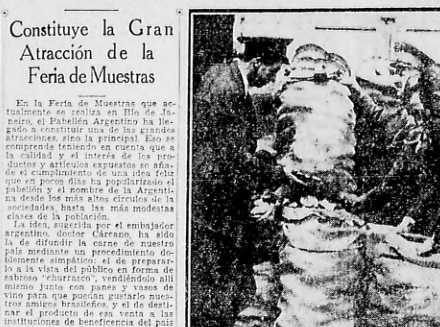 Constituye la Gran
Atracción de la
Feria de Muestras
En la Feria de Muestras que ac-
tualmente se realiza en Río de Ja-
neiro, el Pabellón Argentino ha lle-
gado a constituir una de las grandes
atracciones, sino la principal. Eso se
comprende teniendo en cuenta que a
la calidad y el interés de los pro-
ductos y artículos expuestos se aña-
de el cumplimiento de una idea feliz
que en pocos días ha popularizado el
pabellón y el nombre de la Argenti-
na desde los más altos círculos de la
sociedades hasta las más modestas
clases de la población.
La idea, sugerida por el embajador
argentino, doctor Cárcano, ha sido
la de difundir la carne de nuestro
país mediante un procedimiento do-
blemente simpático: el de preparar-
lo a la vista del público en forma de
sabroso "churrasco", vendiéndolo allí
mismo junto con panes y vasos de
vino para que puedan gustarlo nues-
tros amigos brasileños, y el de desti-
nar el producto de esa venta a las
instituciones de beneficencia del país